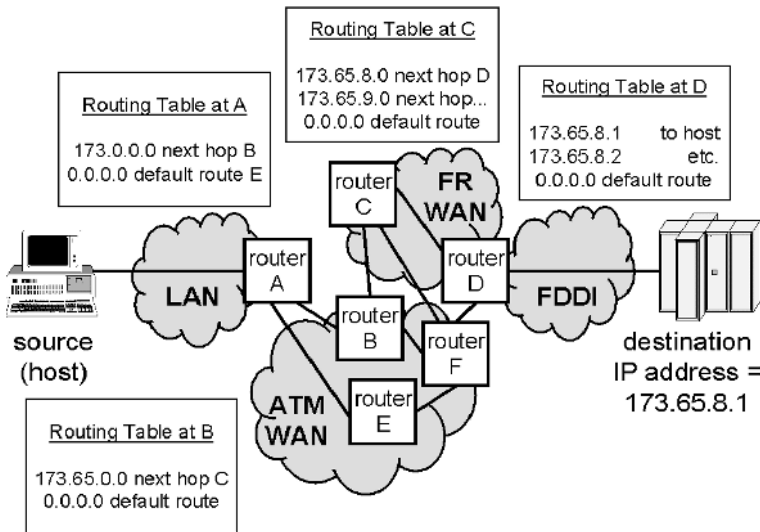 Routing Table at C
173.65.8.0 next hop D
173.65.9.0 next hop...
0.0.0.0 default route
Routing Table at A
173.0.0.0 next hop B
0.0.0.0 default route E
Routing Table at D
173.65.8.1 to host
173.65.8.2 etc.
0.0.0.0 default route
router
C
FR
WAN
router
A
LAN
router
D
FDDI
router
B
router
F
router
E
ATM
WAN
source
(host)
destination
IP address =
173.65.8.1
Routing Table at B
173.65.0.0 next hop C
0.0.0.0 default route